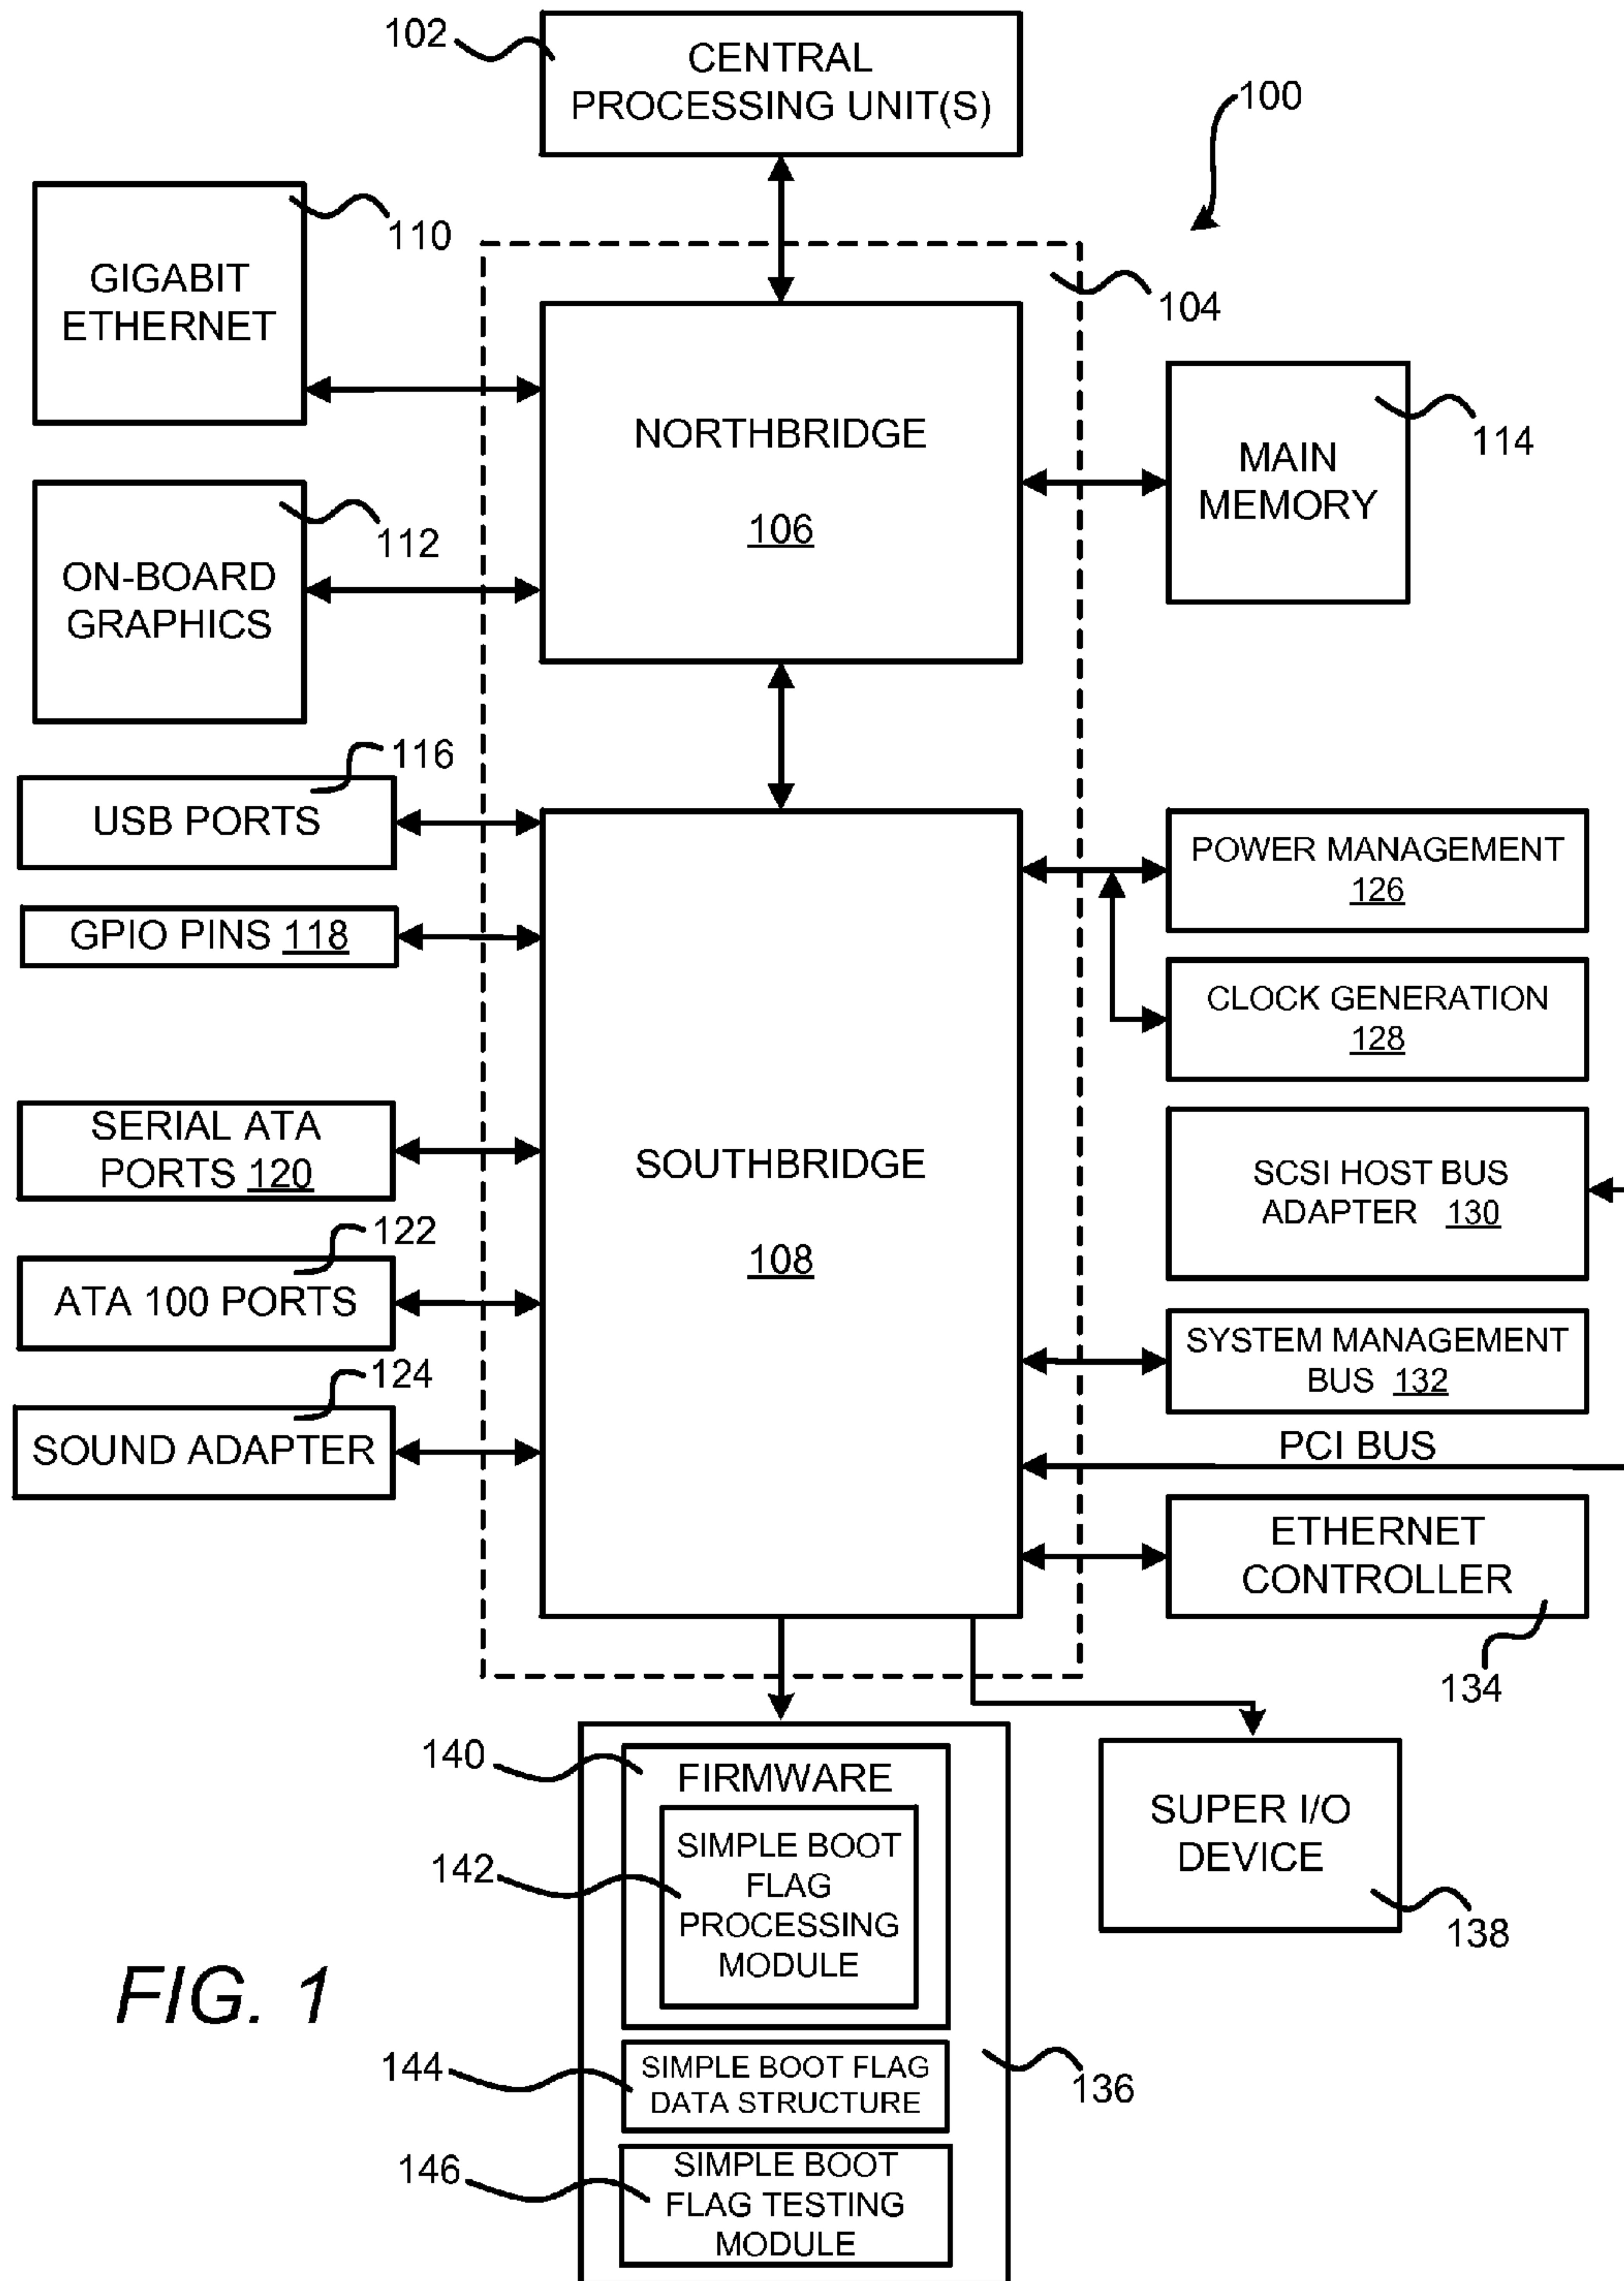 102
CENTRAL
PROCESSING UNIT(S)
100
110
GIGABIT
ETHERNET
104
NORTHBRIDGE
106
MAIN
MEMORY
114
112
ON-BOARD
GRAPHICS
116
USB PORTS
GPIO PINS 118
SERIAL ATA
PORTS 120
122
ATA 100 PORTS
124
SOUND ADAPTER
SOUTHBRIDGE
108
POWER MANAGEMENT
126
CLOCK GENERATION
128
SCSI HOST BUS
ADAPTER 130
SYSTEM MANAGEMENT
BUS 132
PCI BUS
ETHERNET
CONTROLLER
134
140
FIRMWARE
142
SIMPLE BOOT
FLAG
PROCESSING
MODULE
144
SIMPLE BOOT FLAG
DATA STRUCTURE
146
SIMPLE BOOT
FLAG TESTING
MODULE
136
SUPER I/O
DEVICE
138
FIG. 1